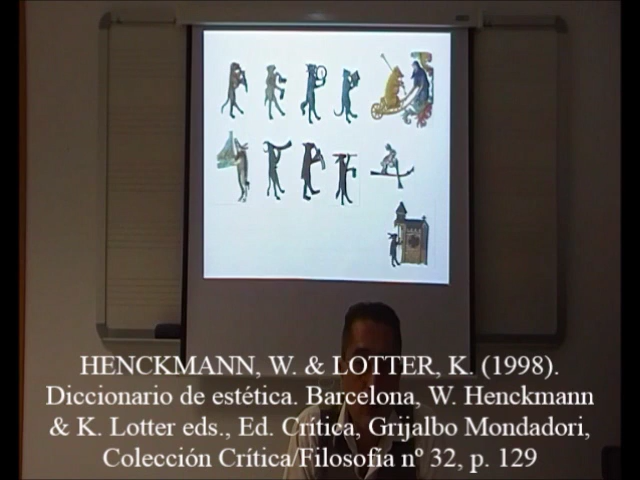 HENCKMANN, W. & LOTTER, K. (1998).
Diccionario de estética. Barcelona, W. Henckmann
& K. Lotter eds., Ed. Crítica, Grijalbo Mondadori,
Colección Crítica/Filosofía nº 32, p. 129